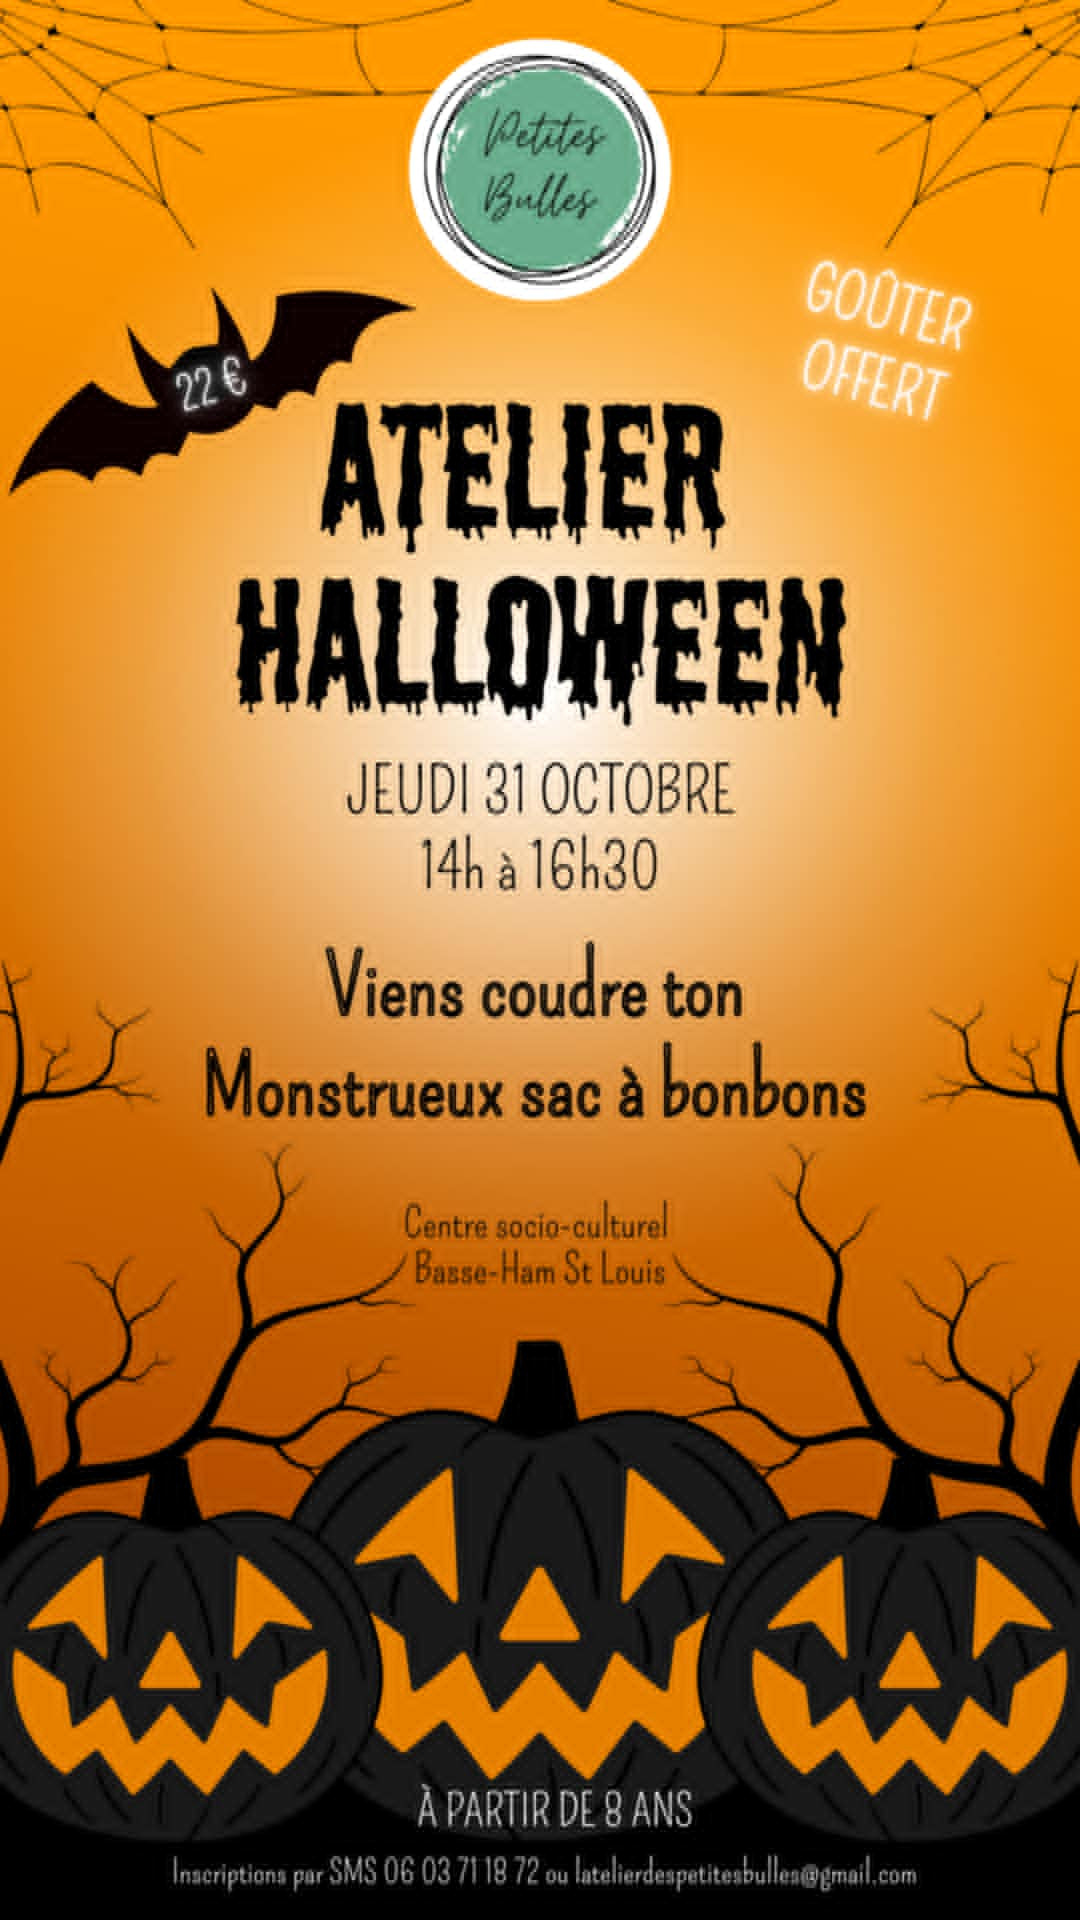 Petites
Bulles
GOÛTER
OFFERT
22 €
ATELIER
HALLOWEEN
JEUDI 31 OCTOBRE
14h à 16h30
Viens coudre ton
Monstrueux sac à bonbons
Centre socio-culturel
Basse-Ham St Louis
À PARTIR DE 8 ANS
Inscriptions par SMS 06 03 71 18 72 ou latelierdespetitesbulles@gmail.com